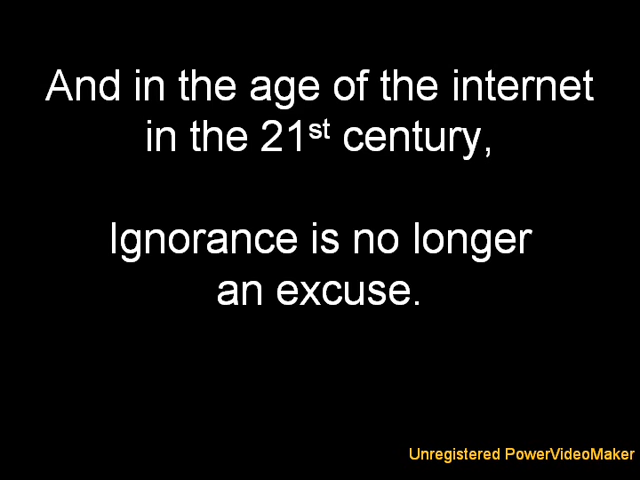 And in the age of the internet
in the 21st century,
Ignorance is no longer
an excuse.
Unregistered PowerVideoMaker